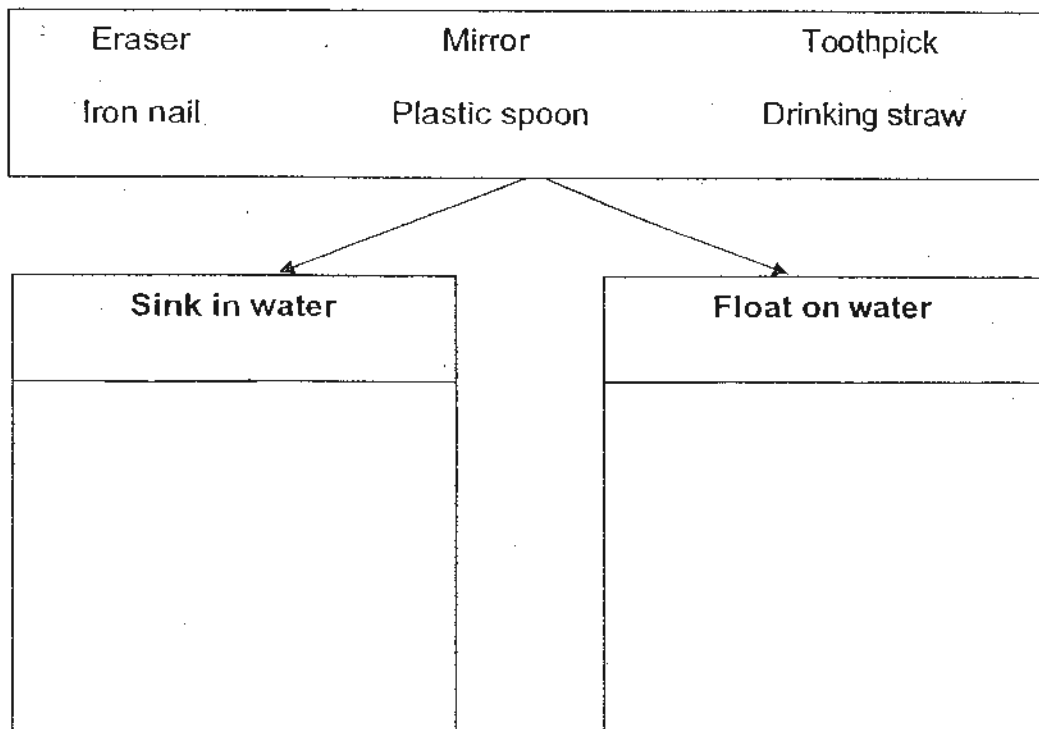 Eraser Mirror Toothpick
Iron nail Plastic spoon Drinking straw
Sink in water Float on water